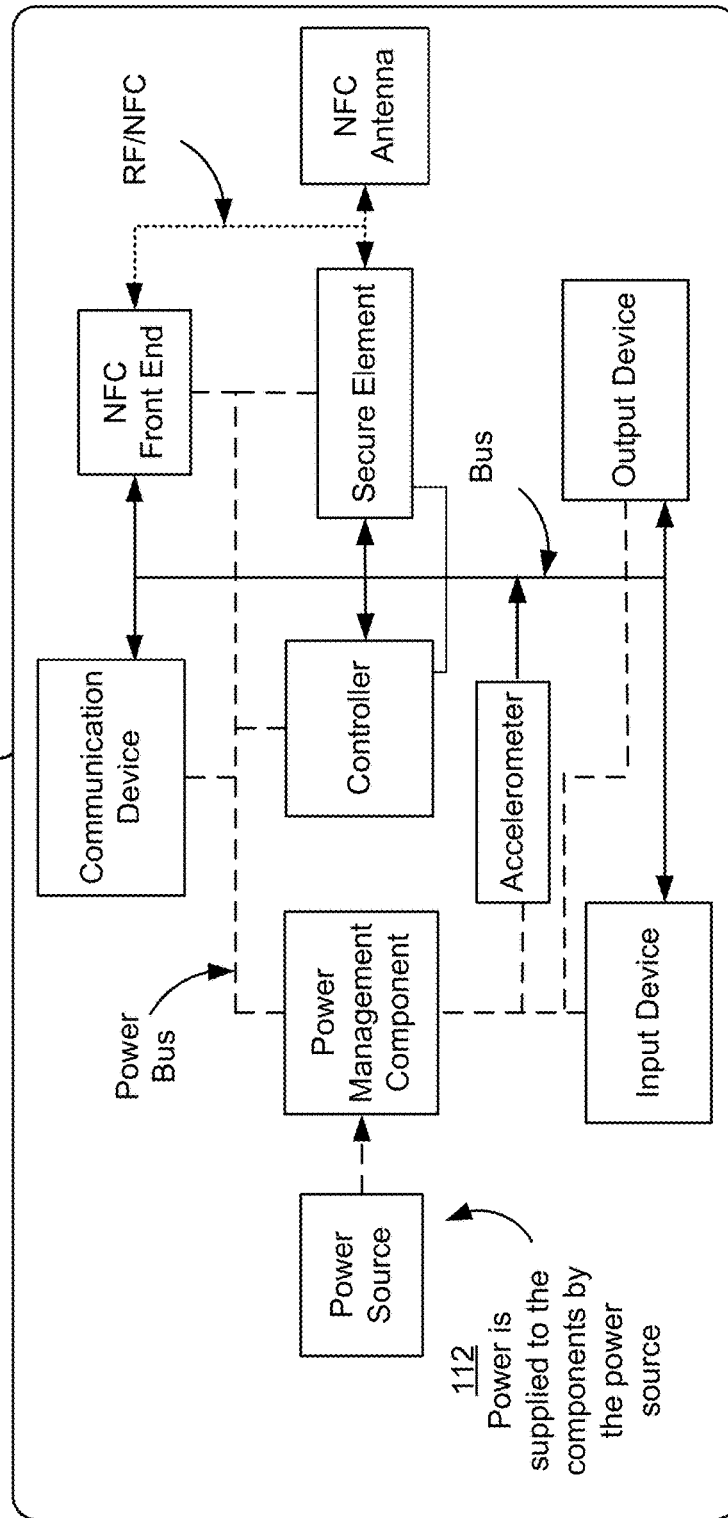 Communication
Device
NFC
Front End
RF/NFC
NFC
Antenna
Power
Bus
Power
Source
Power
Management
Component
Controller
Secure Element
112
Power is
supplied to the
components by
the power
source
Accelerometer
Bus
Input Device
Output Device